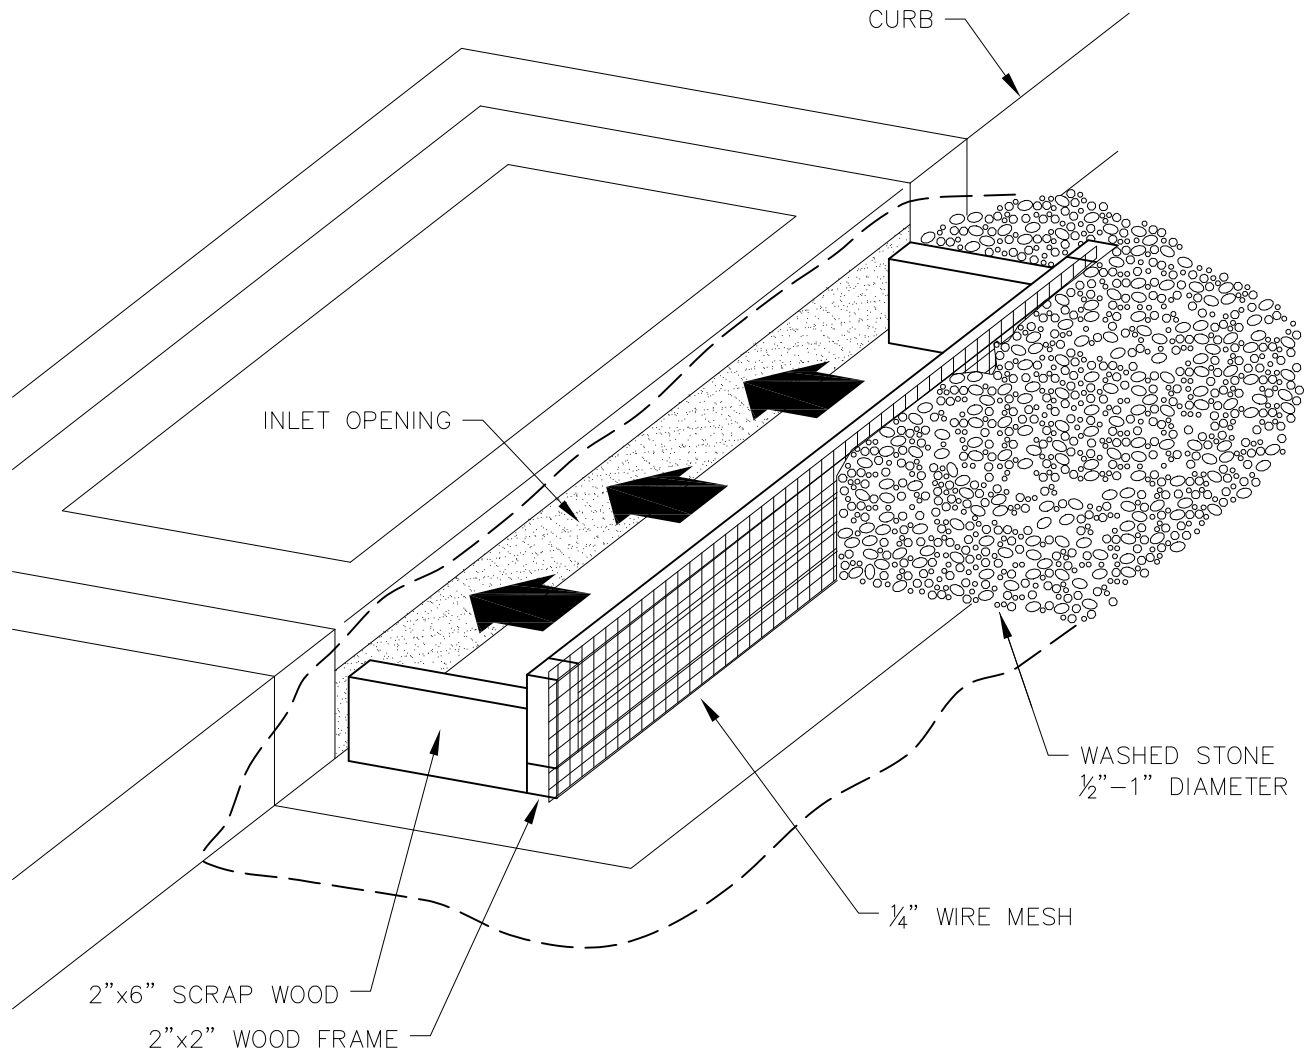 CURB
INLET OPENING
WASHED STONE
½"-1" DIAMETER
¼" WIRE MESH
2"x6" SCRAP WOOD
2"x2" WOOD FRAME